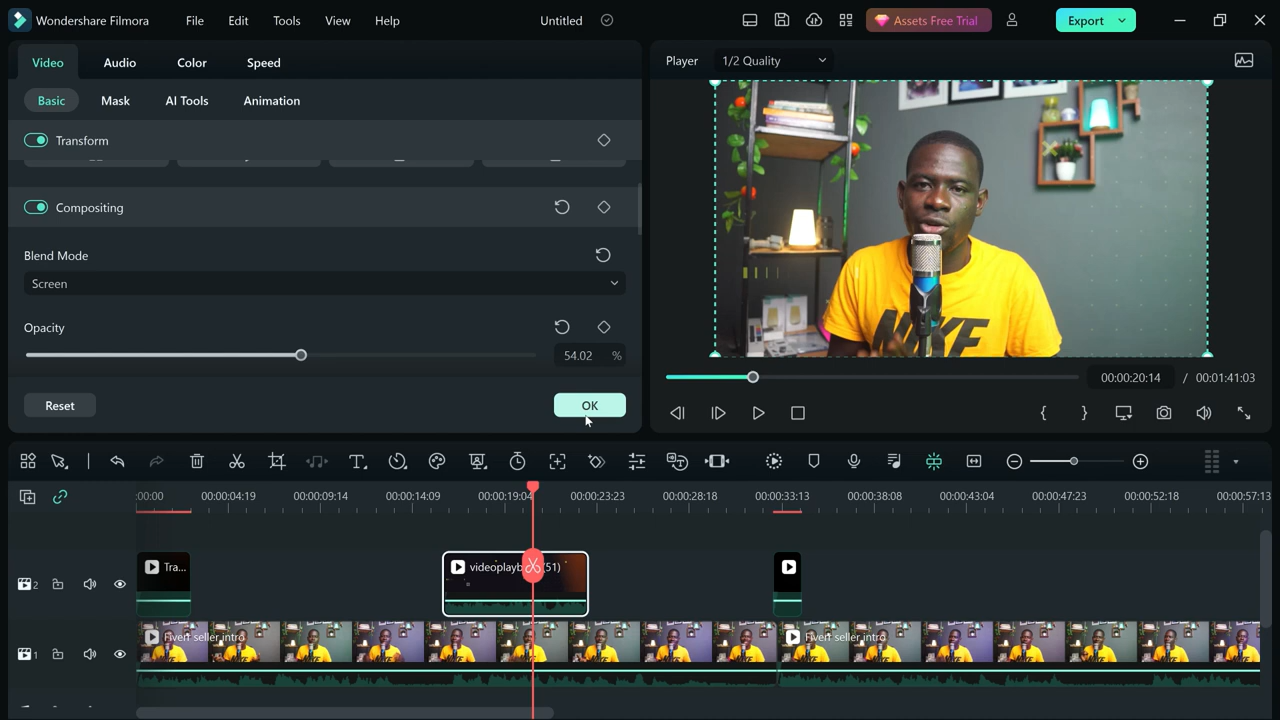 Wondershare Filmora File Edit Tools View Help Untitled Assets Free Trial Export
Video Audio Color Speed
Player 1/2 Quality
Basic Mask AI Tools Animation
Transform
Compositing
Blend Mode
Screen
Opacity
54.02 %
Reset OK
NIKE
00:00:20:14 / 00:01:41:03
{ }
:00:00 00:00:04:19 00:00:09:14 00:00:14:09 00:00:19:04 00:00:23:23 00:00:28:18 00:00:33:13 00:00:38:08 00:00:43:04 00:00:47:23 00:00:52:18 00:00:57:13
2 Tra... videoplayb (51)
1 Fiverr seller intro Fiverr seller intro